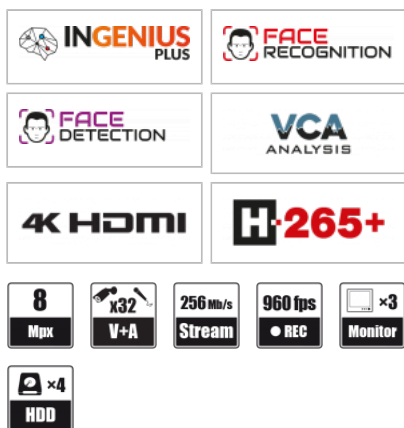 INGENIUS
PLUS
FACE
RECOGNITION
FACE
DETECTION
VCA
ANALYSIS
4K HDMI
H.265+
8
Mpx
x32
V+A
256 Mb/s
Stream
960 fps
REC
×3
Monitor
×4
HDD